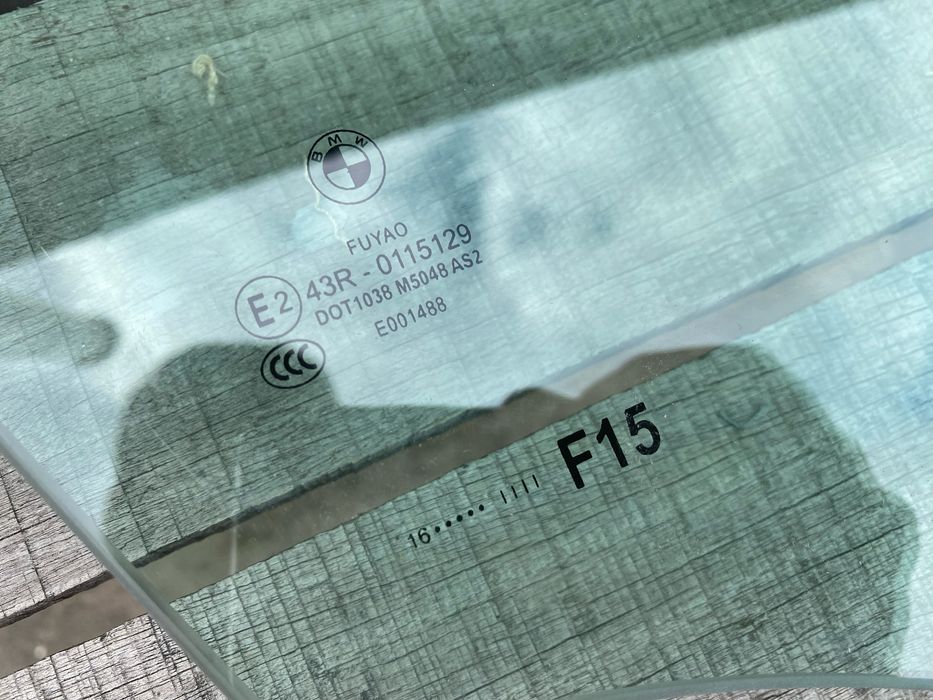 BMW
FUYAO
E2 43R - 0115129
DOT1038 M5048 AS2
E001488
CCC
F15
16••••• ||||